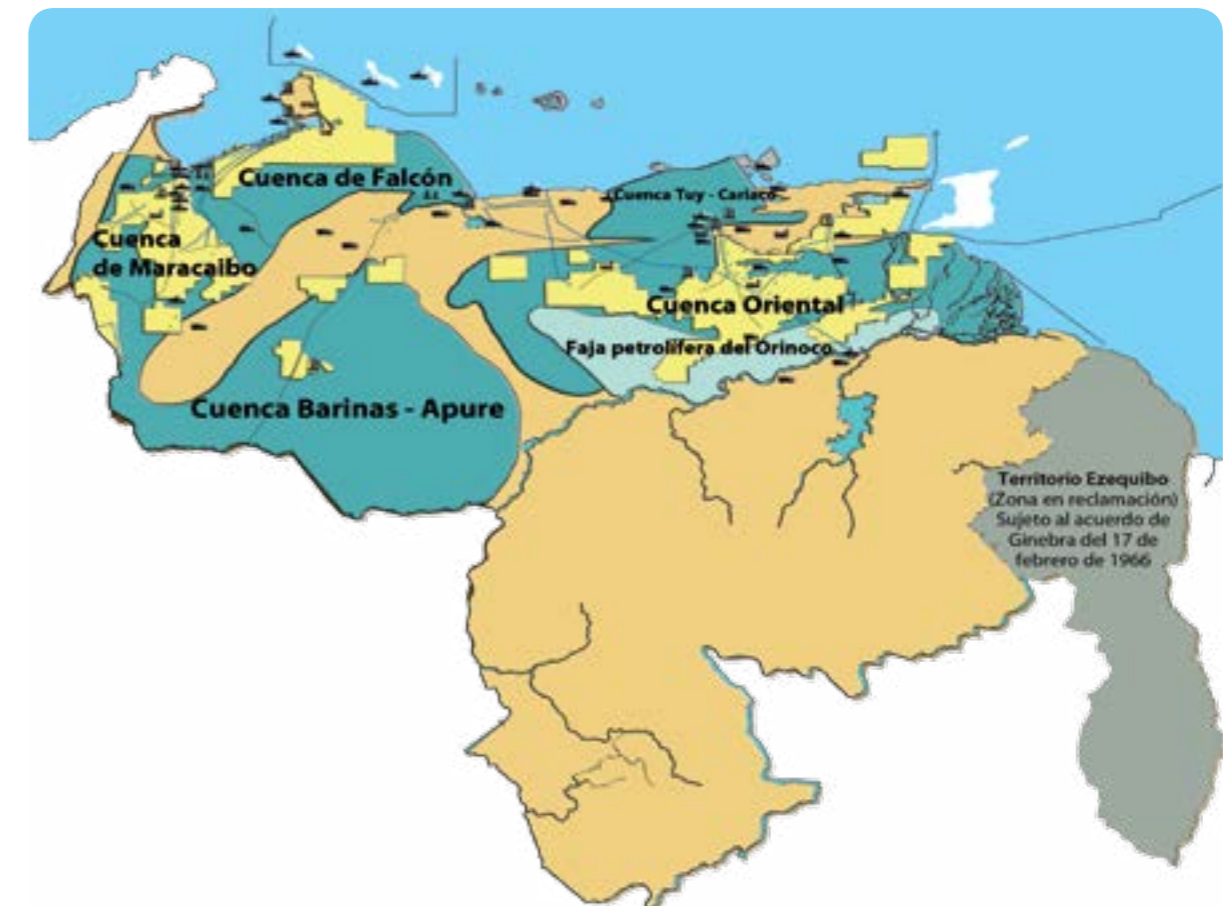 Cuenca de Falcón
Cuenca Tuy - Cariaco
Cuenca
de Maracaibo
Cuenca Oriental
Faja petrolífera del Orinoco
Cuenca Barinas - Apure
Territorio Ezequibo
(Zona en reclamación)
Sujeto al acuerdo de
Ginebra del 17 de
febrero de 1966